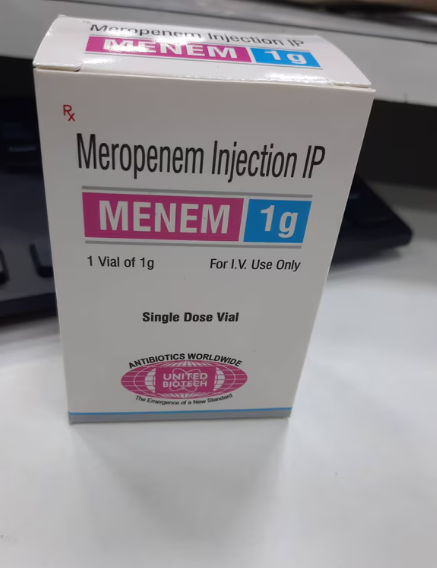 Meropenem Injection IP
MENEM 1g
Rx
Meropenem Injection IP
MENEM 1g
1 Vial of 1g For I.V. Use Only
Single Dose Vial
ANTIBIOTICS WORLDWIDE
UNITED
BIOTECH
The Emergence of a New Standard